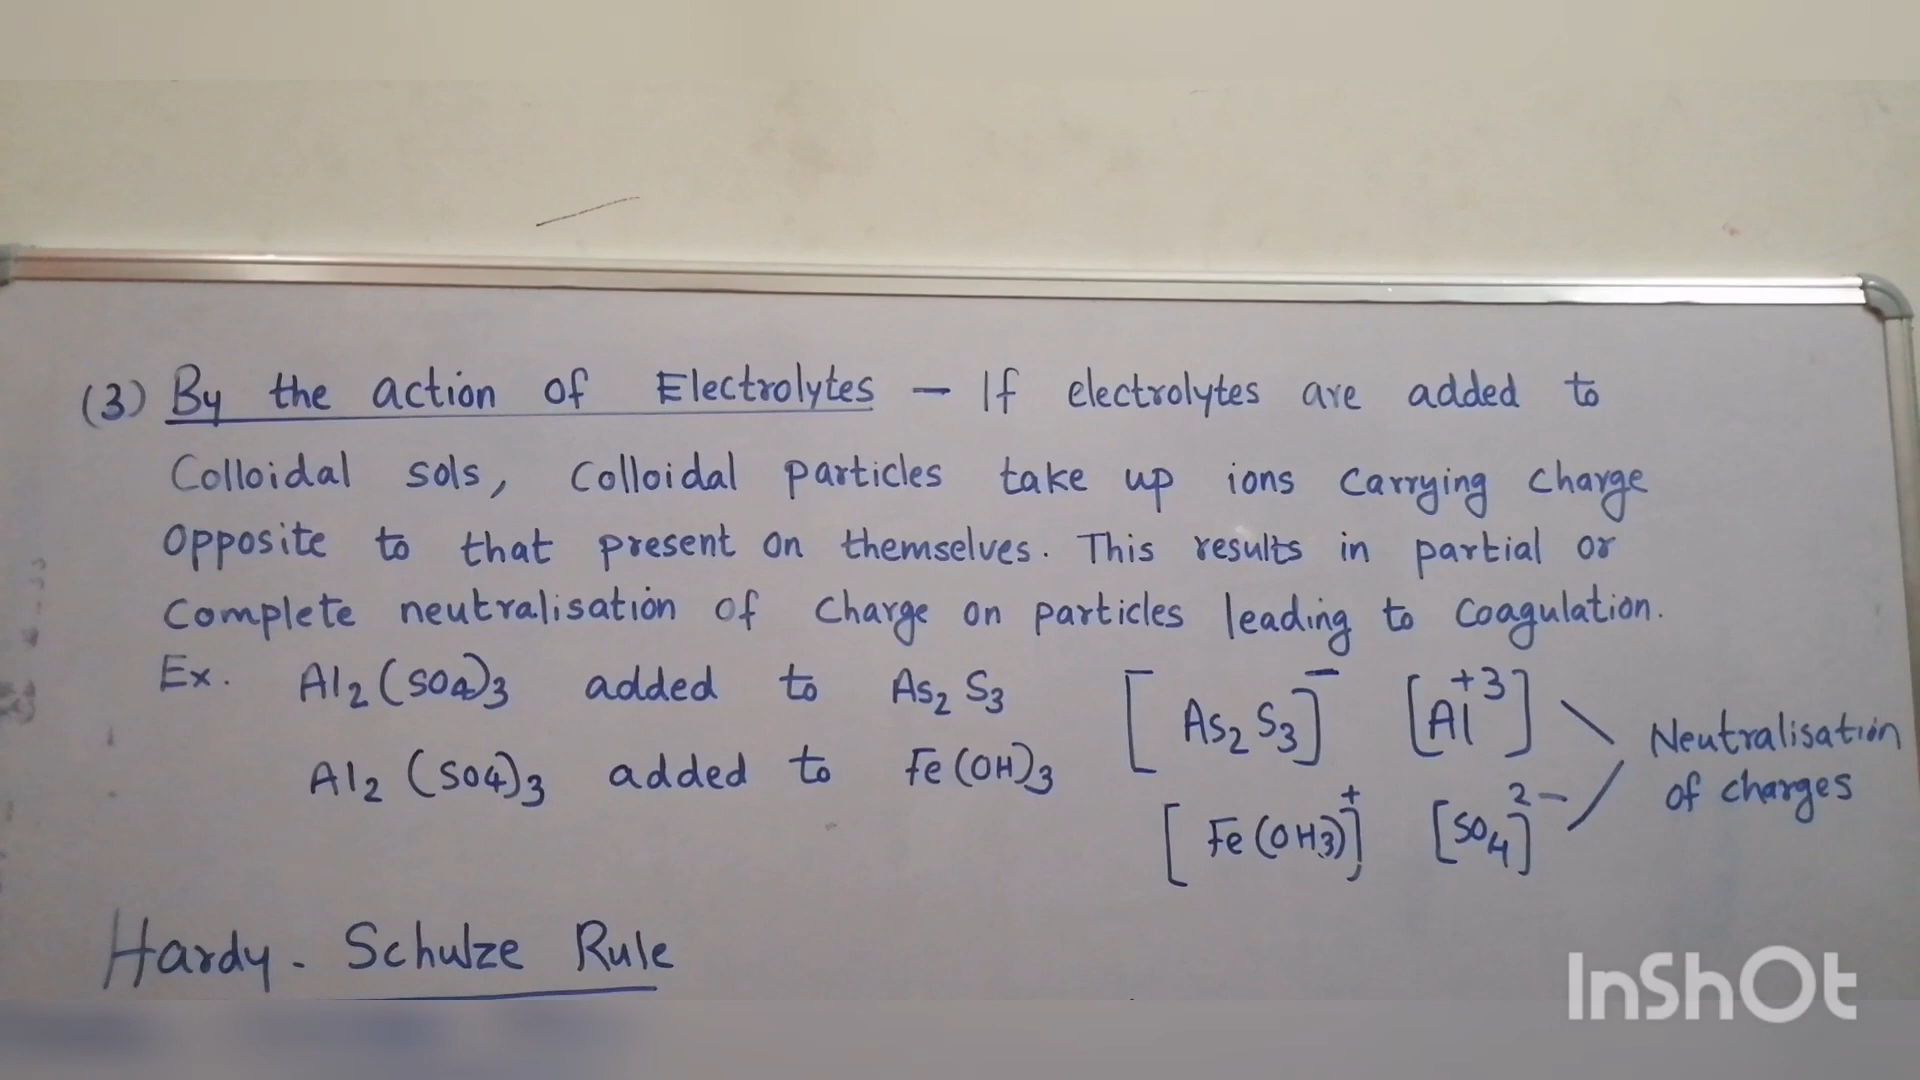 (3) By the action of Electrolytes – If electrolytes are added to
Colloidal sols, Colloidal particles take up ions carrying charge
opposite to that present on themselves. This results in partial or
Complete neutralisation of charge on particles leading to coagulation.
Ex. Al₂(SO₄)₃ added to As₂S₃ [As₂S₃]⁻ [Al⁺³]
Neutralisation
Al₂(SO₄)₃ added to Fe(OH)₃
of charges
[Fe(OH₃)]⁺ [SO₄]²⁻
Hardy-Schulze Rule
InShOt